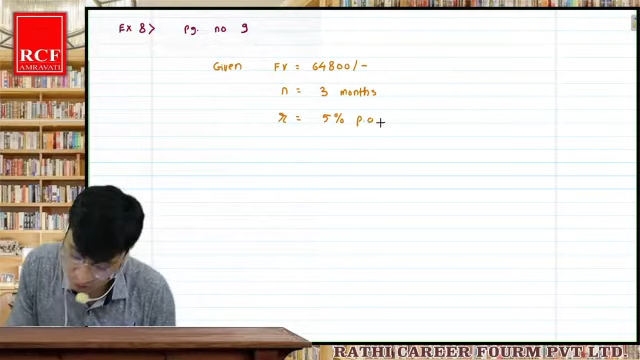 Ex 8> pg. no 9
RCF
AMRAVATI
Given FV = 64800/-
n = 3 months
r = 5% p.a
RATHI CAREER FOURM PVT LTD.